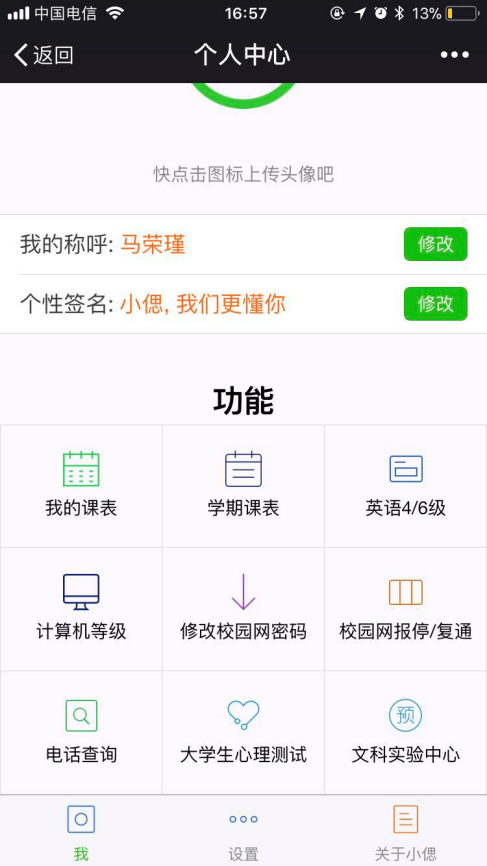 中国电信 16:57 13%
返回 个人中心
快点击图标上传头像吧
我的称呼: 马荣瑾 修改
个性签名: 小偲, 我们更懂你 修改
功能
我的课表 学期课表 英语4/6级
计算机等级 修改校园网密码 校园网报停/复通
预
电话查询 大学生心理测试 文科实验中心
我 设置 关于小偲